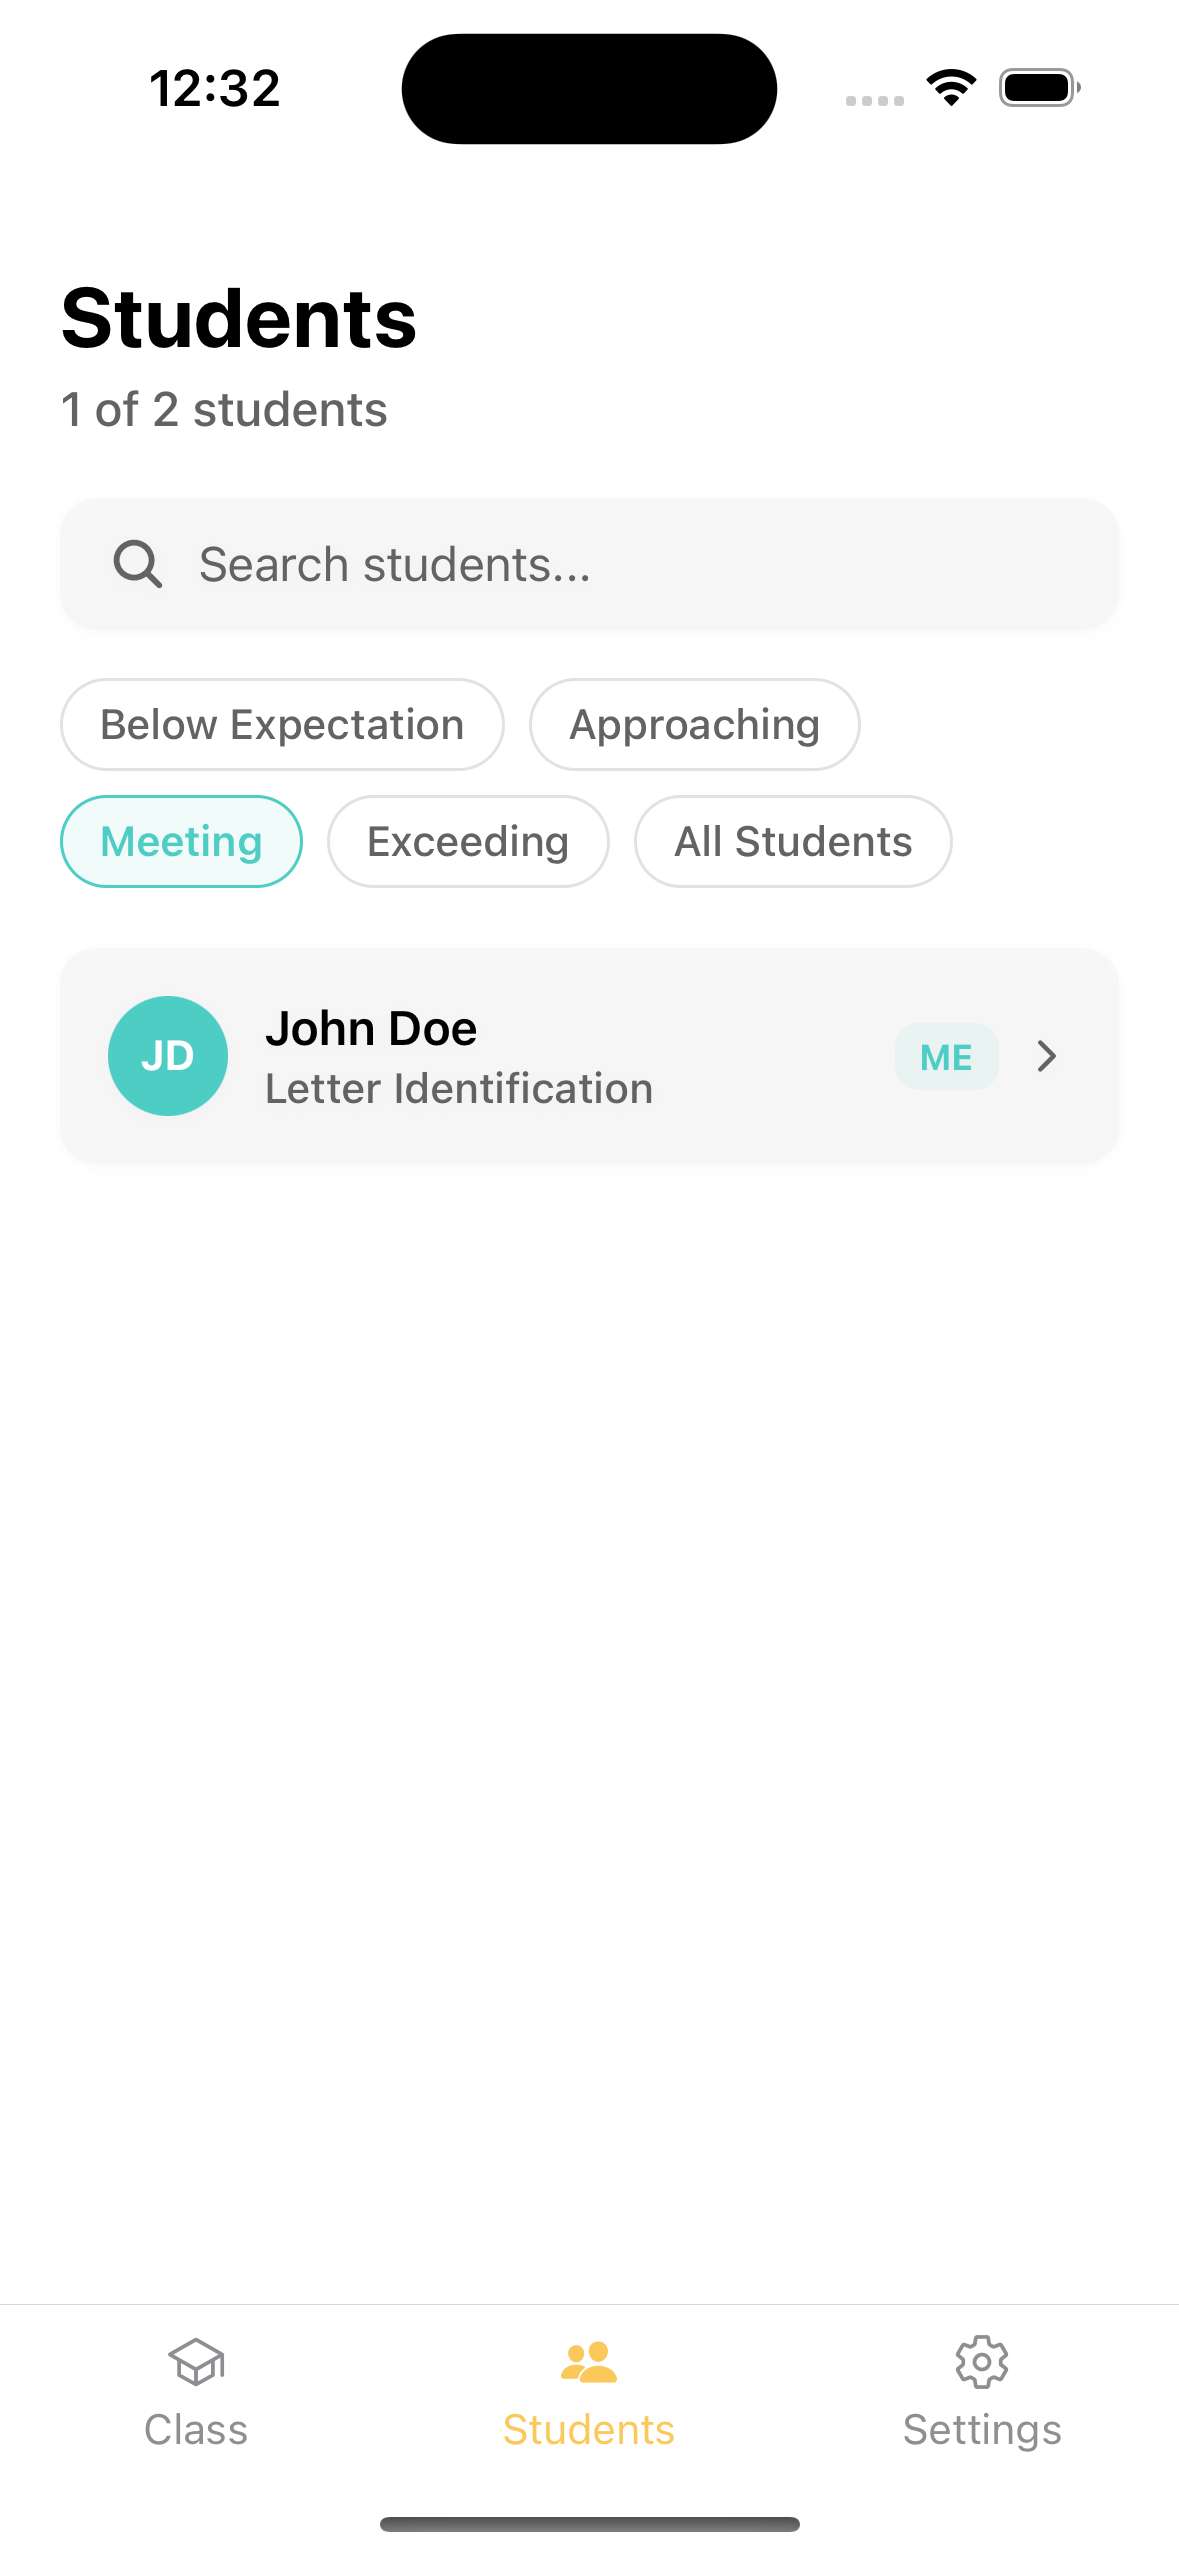 12:32
Students
1 of 2 students
Search students...
Below Expectation
Approaching
Meeting
Exceeding
All Students
JD
John Doe
Letter Identification
ME
Class
Students
Settings